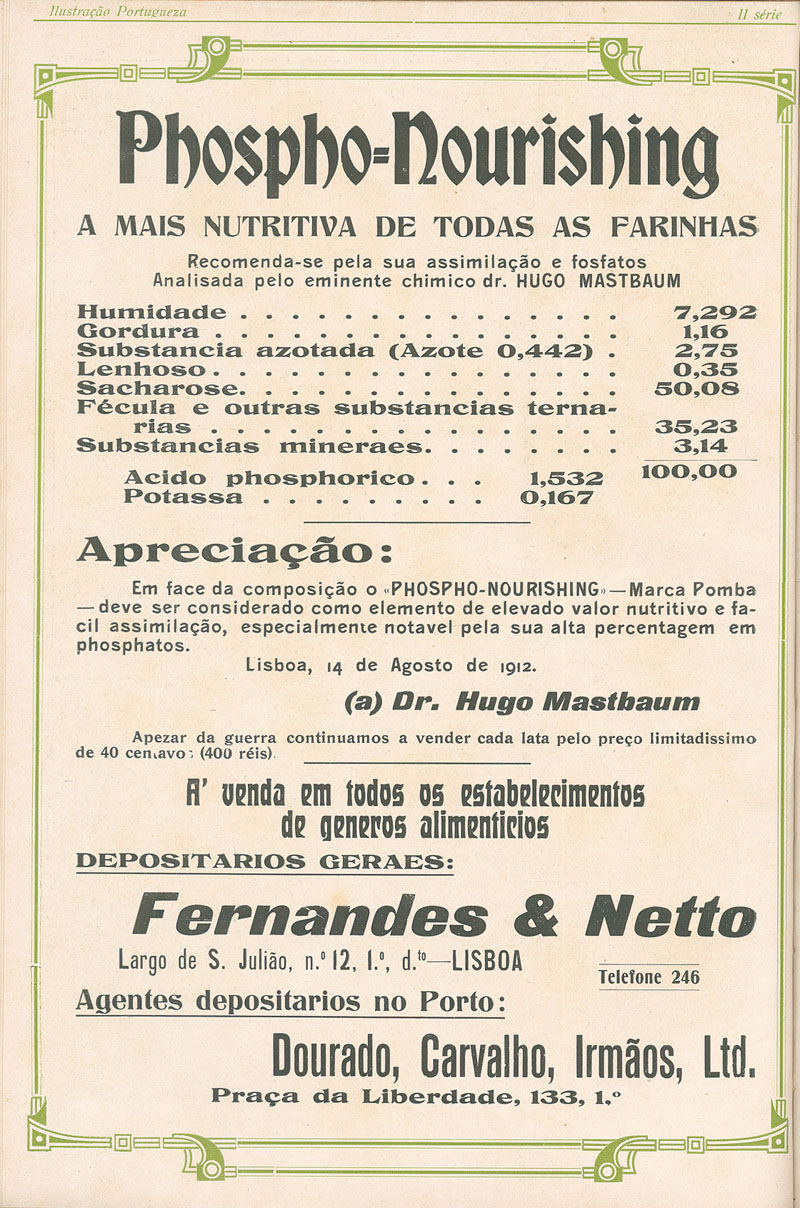 Ilustração Portugueza
II série
Phospho-Nourishing
A MAIS NUTRITIVA DE TODAS AS FARINHAS
Recomenda-se pela sua assimilação e fosfatos
Analisada pelo eminente chimico dr. HUGO MASTBAUM
Humidade . . . . . . . . . . . . . . . 7,292
Gordura . . . . . . . . . . . . . . . . 1,16
Substancia azotada (Azote 0,442) . 2,75
Lenhoso . . . . . . . . . . . . . . . . 0,35
Sacharose. . . . . . . . . . . . . . . 50,08
Fécula e outras substancias terna-
rias . . . . . . . . . . . . . . . . 35,23
Substancias mineraes. . . . . . . . 3,14
100,00
Acido phosphorico . . . 1,532
Potassa . . . . . . . . . 0,167
Apreciação:
Em face da composição o «PHOSPHO-NOURISHING»—Marca Pomba
—deve ser considerado como elemento de elevado valor nutritivo e fa-
cil assimilação, especialmente notavel pela sua alta percentagem em
phosphatos.
Lisboa, 14 de Agosto de 1912.
(a) Dr. Hugo Mastbaum
Apezar da guerra continuamos a vender cada lata pelo preço limitadissimo
de 40 centavos (400 réis).
A' venda em todos os estabelecimentos
de generos alimenticios
DEPOSITARIOS GERAES:
Fernandes & Netto
Largo de S. Julião, n.º 12, 1.º, d.to—LISBOA
Telefone 246
Agentes depositarios no Porto:
Dourado, Carvalho, Irmãos, Ltd.
Praça da Liberdade, 133, 1.º